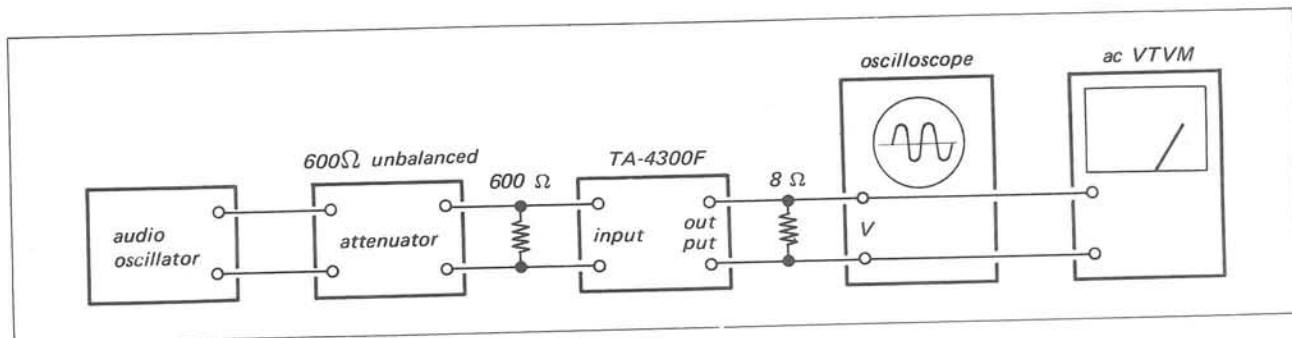 oscilloscope
ac VTVM
600Ω unbalanced
600 Ω
TA-4300F
8 Ω
audio
oscillator
attenuator
input
out
put
V